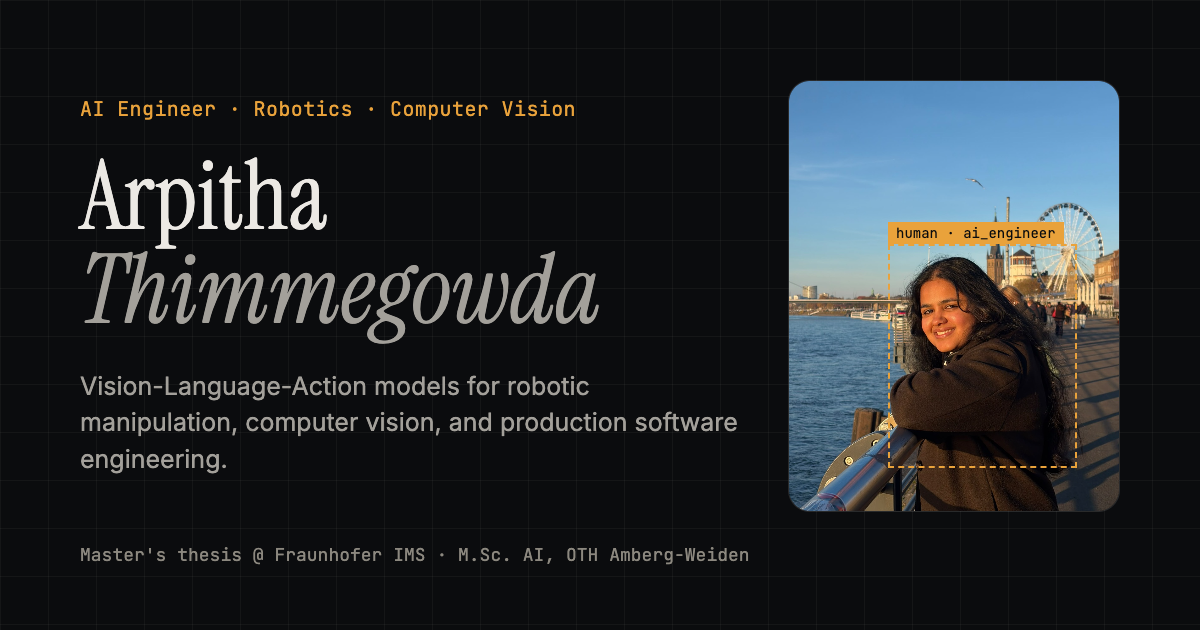 AI Engineer · Robotics · Computer Vision
Arpitha
Thimmegowda
Vision-Language-Action models for robotic
manipulation, computer vision, and production software
engineering.
Master's thesis @ Fraunhofer IMS · M.Sc. AI, OTH Amberg-Weiden
human · ai_engineer